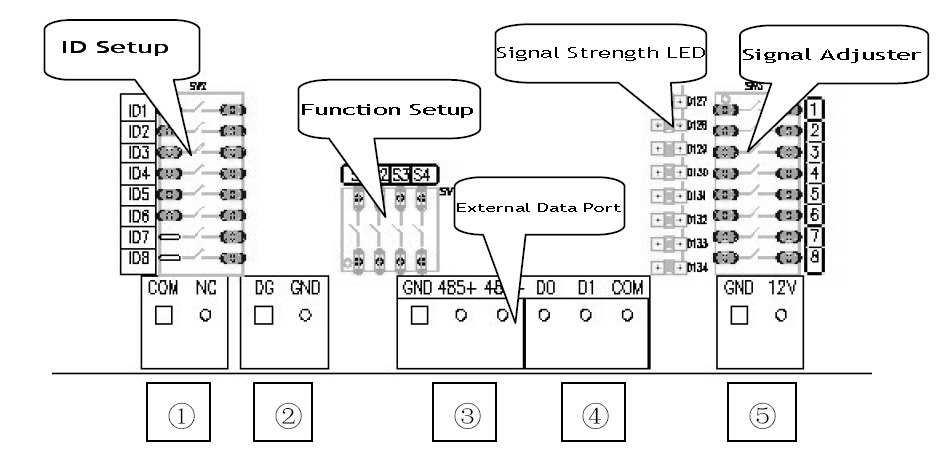 ID Setup
Signal Strength LED
Signal Adjuster
Function Setup
External Data Port
SW2
ID1
ID2
ID3
ID4
ID5
ID6
ID7
ID8
S3 S4
D127
D128
D129
D130
D131
D132
D133
D134
1
2
3
4
5
6
7
8
COM NC
DG GND
GND 485+
D0 D1 COM
GND 12V
① ② ③ ④ ⑤